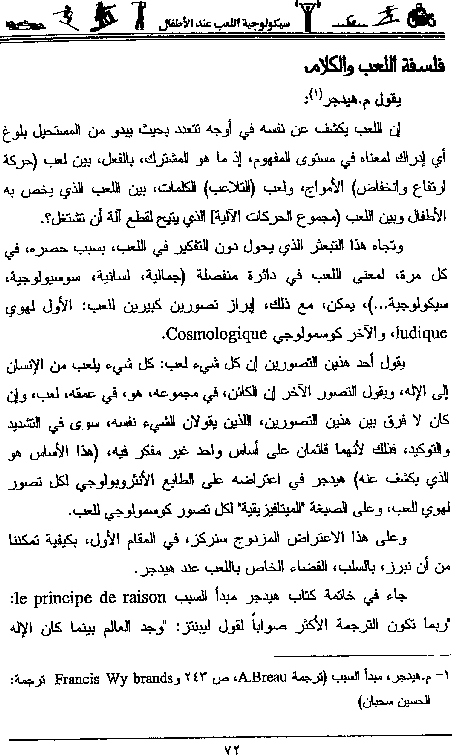 سيكولوجية اللعب عند الأطفال
فلسفة اللعب والكلام
يقول م.هيدجر(١):
إن اللعب يكشف عن نفسه في أوجه تتعدد بحيث يبدو من المستحيل بلوغ
أي إدراك لمعناه في مستوى المفهوم، إذ ما هو المشترك، بالفعل، بين لعب (حركة
ارتفاع وانخفاض) الأمواج، ولعب (التلاعب) الكلمات، بين اللعب الذي يخص به
الأطفال وبين اللعب (مجموع الحركات الآلية] الذي يتيح لقطع آلة أن تشتغل؟.
وتجاه هذا التبعثر الذي يحول دون التفكير في اللعب، بسبب حصره، في
كل مرة، لمعنى اللعب في دائرة منفصلة (جمالية، لسانية، سوسيولوجية،
سيكولوجية...)، يمكن، مع ذلك، إبراز تصورين كبيرين للعب: الأول لهوي
ludique، والآخر كوسمولوجي Cosmologique.
يقول أحد هذين التصورين إن كل شيء لعب: كل شيء يلعب من الإنسان
إلى الإله، ويقول التصور الآخر إن الكائن، في مجموعه، هو، في عمقه، لعب، وإن
كان لا فرق بين هذين التصورين، اللذين يقولان للشيء نفسه، سوى في التشديد
والتوكيد، فذلك لأنهما قائمان على أساس واحد غير مفكر فيه، (هذا الأساس هو
الذي يكشف عنه) هيدجر في اعتراضه على الطابع الأنثروبولوجي لكل تصور
لهوي للعب، وعلى الصيغة "الميتافيزيقية" لكل تصور كوسمولوجي للعب.
وعلى هذا الاعتراض المزدوج سنركز، في المقام الأول، بكيفية تمكننا
من أن نبرز، بالسلب، الفضاء الخاص باللعب عند هيدجر.
جاء في خاتمة كتاب هيدجر مبدأ السبب le principe de raison:
"ربما تكون الترجمة الأكثر صواباً لقول ليبنتز: "وجد العالم بينما كان الإله
١- م.هيدجر، مبدأ السبب (ترجمة A.Breau، ص ٢٤٣ و Francis Wy brands ترجمة:
الحسين سحبان)
٧٢